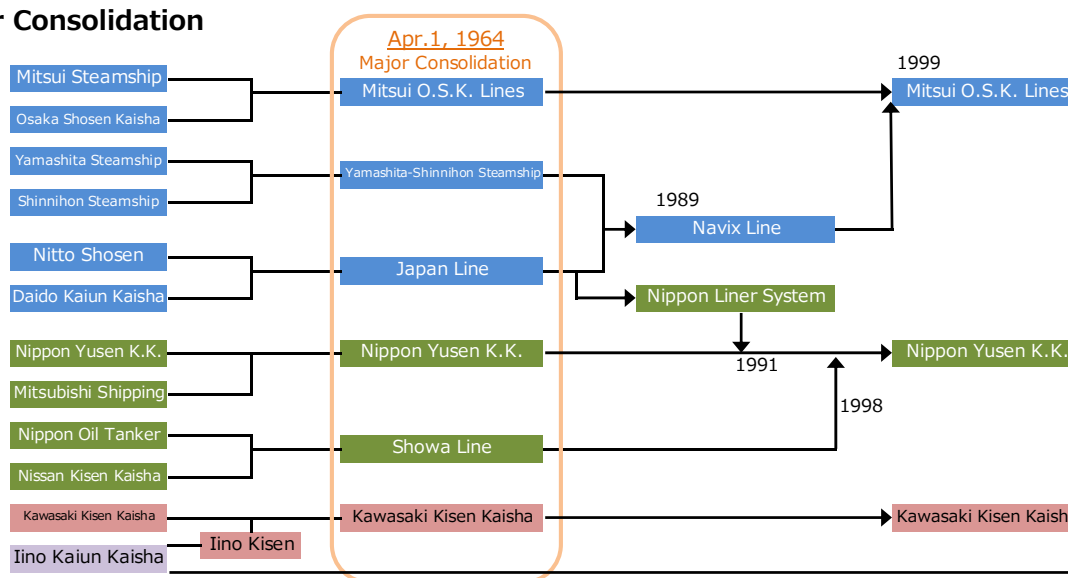 r Consolidation
Apr.1, 1964
Major Consolidation
1999
Mitsui Steamship
Mitsui O.S.K. Lines
Mitsui O.S.K. Lines
Osaka Shosen Kaisha
Yamashita Steamship
Yamashita-Shinnihon Steamship
Shinnihon Steamship
1989
Navix Line
Nitto Shosen
Japan Line
Daido Kaiun Kaisha
Nippon Liner System
Nippon Yusen K.K.
Nippon Yusen K.K.
Nippon Yusen K.K.
1991
Mitsubishi Shipping
1998
Nippon Oil Tanker
Showa Line
Nissan Kisen Kaisha
Kawasaki Kisen Kaisha
Kawasaki Kisen Kaisha
Kawasaki Kisen Kaish
Iino Kisen
Iino Kaiun Kaisha